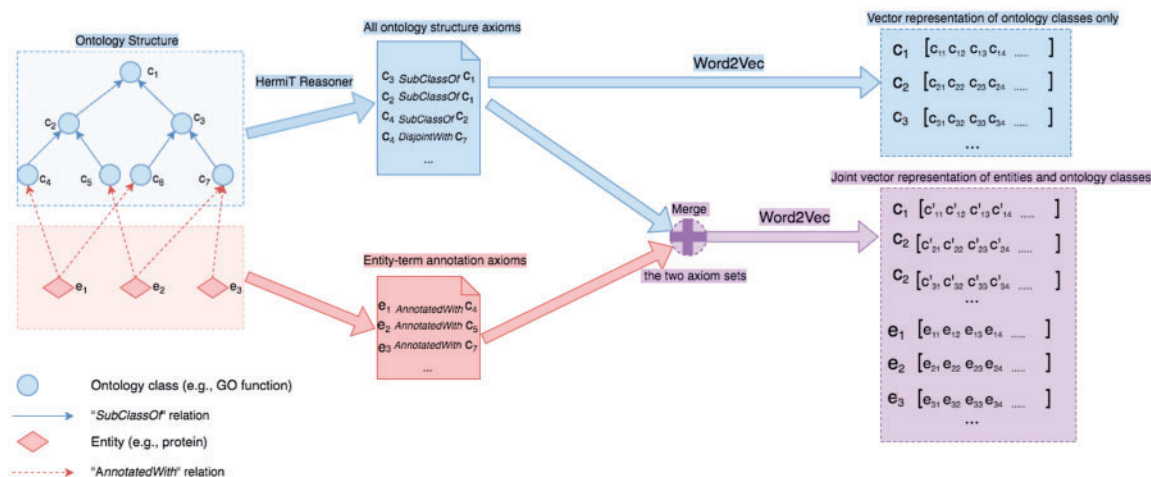 Ontology Structure
c1
c2
c3
c4
c5
c6
c7
e1
e2
e3
HermiT Reasoner
All ontology structure axioms
c3 SubClassOf c1
c2 SubClassOf c1
c4 SubClassOf c2
c4 DisjointWith c7
...
Entity-term annotation axioms
e1 AnnotatedWith c4
e2 AnnotatedWith c5
e3 AnnotatedWith c7
...
Word2Vec
Merge
the two axiom sets
Word2Vec
Vector representation of ontology classes only
c1 [c11 c12 c13 c14 ..... ]
c2 [c21 c22 c23 c24 ..... ]
c3 [c31 c32 c33 c34 ..... ]
...
Joint vector representation of entities and ontology classes
c1 [c'11 c'12 c'13 c'14 ..... ]
c2 [c'21 c'22 c'23 c'24 ..... ]
c2 [c'31 c'32 c'33 c'34 ..... ]
...
e1 [e11 e12 e13 e14 ..... ]
e2 [e21 e22 e23 e24 ..... ]
e3 [e31 e32 e33 e34 ..... ]
...
Ontology class (e.g., GO function)
"SubClassOf" relation
Entity (e.g., protein)
"AnnotatedWith" relation